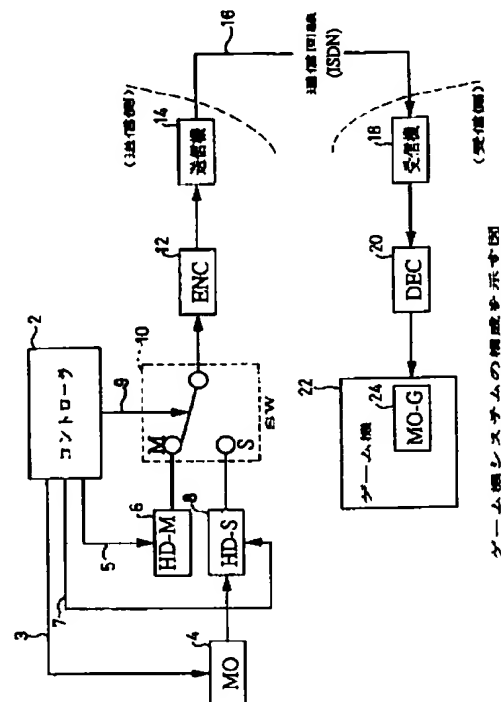 (送信側)
2
コントローラ
3
7
5
9
4
MO
6
HD-M
8
HD-S
M
S
10
SW
12
ENC
14
送信機
16
通信回線
(ISDN)
(受信側)
18
受信機
20
DEC
22
ゲーム機
24
MO-G
ゲーム機システムの構成を示す図